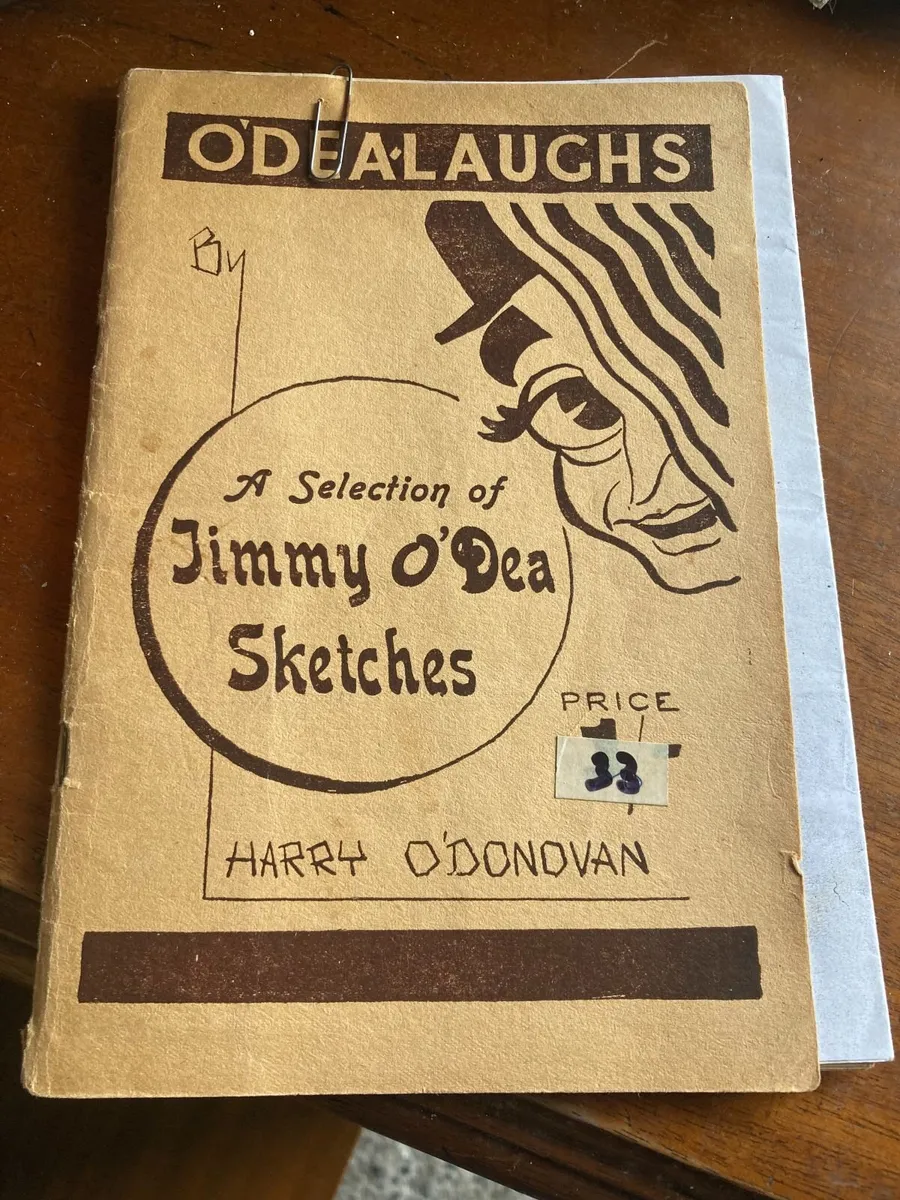 O'DEA·LAUGHS
By
A Selection of
Jimmy O'Dea
Sketches
PRICE
33
HARRY O'DONOVAN